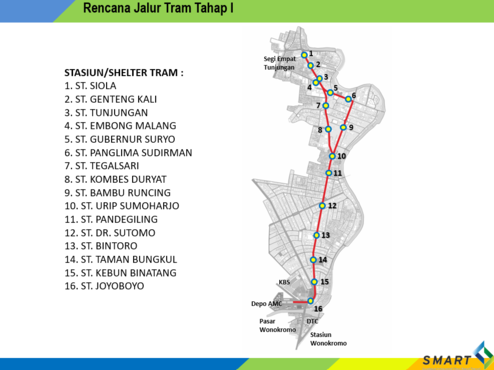 Rencana Jalur Tram Tahap I
STASIUN/SHELTER TRAM :
1. ST. SIOLA
2. ST. GENTENG KALI
3. ST. TUNJUNGAN
4. ST. EMBONG MALANG
5. ST. GUBERNUR SURYO
6. ST. PANGLIMA SUDIRMAN
7. ST. TEGALSARI
8. ST. KOMBES DURYAT
9. ST. BAMBU RUNCING
10. ST. URIP SUMOHARJO
11. ST. PANDEGILING
12. ST. DR. SUTOMO
13. ST. BINTORO
14. ST. TAMAN BUNGKUL
15. ST. KEBUN BINATANG
16. ST. JOYOBOYO
Segi Empat
Tunjungan
1
2
3
4
5
6
7
8
9
10
11
12
13
14
KBS
15
Depo AMC
16
Pasar
Wonokromo
DTC
Stasiun
Wonokromo
SMART